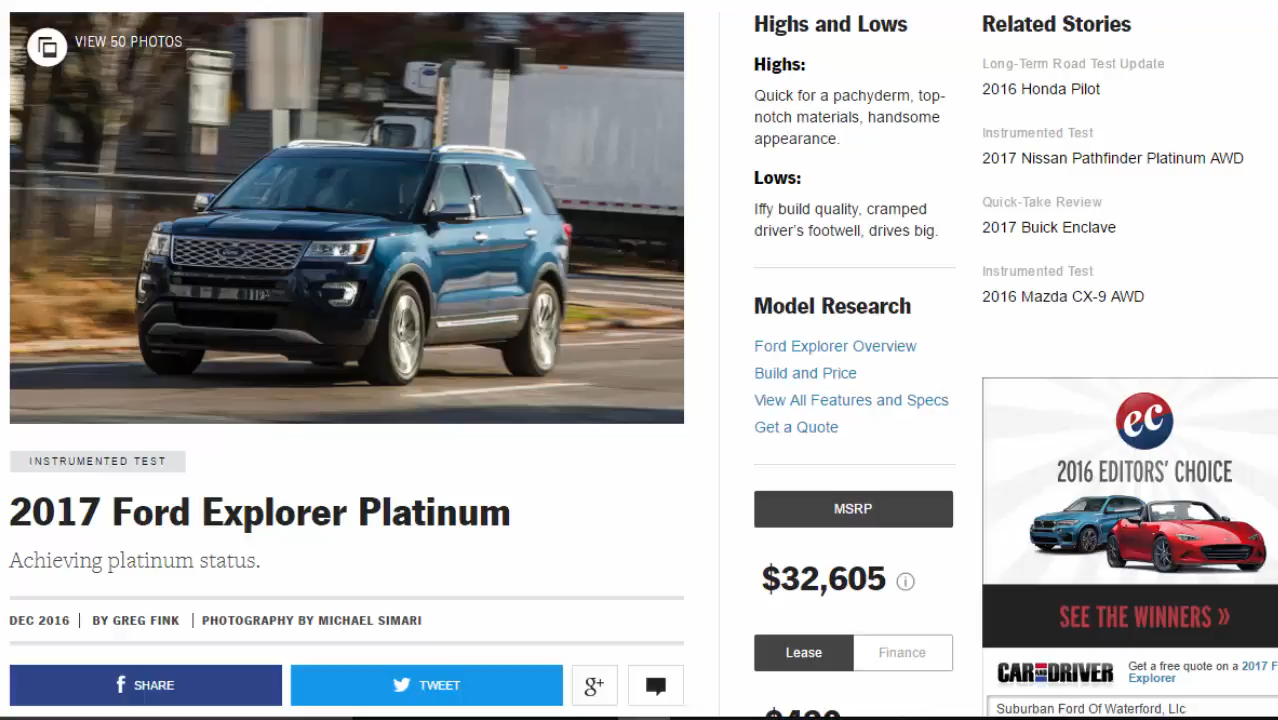 VIEW 50 PHOTOS
INSTRUMENTED TEST
2017 Ford Explorer Platinum
Achieving platinum status.
DEC 2016 | BY GREG FINK | PHOTOGRAPHY BY MICHAEL SIMARI
f SHARE
TWEET
g+
Highs and Lows
Highs:
Quick for a pachyderm, top-
notch materials, handsome
appearance.
Lows:
Iffy build quality, cramped
driver's footwell, drives big.
Model Research
Ford Explorer Overview
Build and Price
View All Features and Specs
Get a Quote
MSRP
$32,605
Lease
Finance
Related Stories
Long-Term Road Test Update
2016 Honda Pilot
Instrumented Test
2017 Nissan Pathfinder Platinum AWD
Quick-Take Review
2017 Buick Enclave
Instrumented Test
2016 Mazda CX-9 AWD
ec
2016 EDITORS' CHOICE
SEE THE WINNERS »
CAR AND DRIVER
Get a free quote on a 2017 F
Explorer
Suburban Ford Of Waterford, Llc